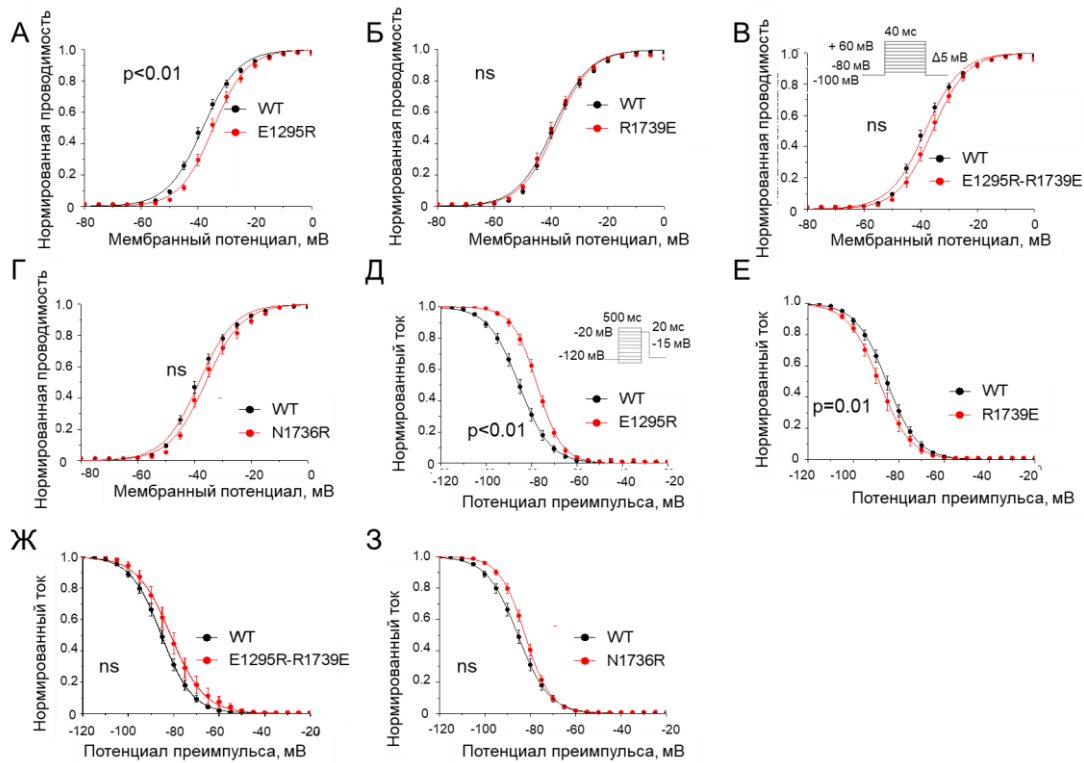 А
Нормированная проводимость
1.0
0.8
0.6
0.4
0.2
0.0
p<0.01
WT
E1295R
-80 -60 -40 -20 0
Мембранный потенциал, мВ
Б
Нормированная проводимость
1.0
0.8
0.6
0.4
0.2
0.0
ns
WT
R1739E
-80 -60 -40 -20 0
Мембранный потенциал, мВ
В
Нормированная проводимость
1.0
0.8
0.6
0.4
0.2
0.0
40 мс
+ 60 мВ
-80 мВ
-100 мВ
Δ5 мВ
ns
WT
E1295R-R1739E
-80 -60 -40 -20 0
Мембранный потенциал, мВ
Г
Нормированная проводимость
1.0
0.8
0.6
0.4
0.2
0.0
ns
WT
N1736R
-80 -60 -40 -20 0
Мембранный потенциал, мВ
Д
Нормированный ток
1.0
0.8
0.6
0.4
0.2
0.0
500 мс
-20 мВ
20 мс
-15 мВ
-120 мВ
p<0.01
WT
E1295R
-120 -100 -80 -60 -40 -20
Потенциал преимпульса, мВ
Е
Нормированный ток
1.0
0.8
0.6
0.4
0.2
0.0
p=0.01
WT
R1739E
-120 -100 -80 -60 -40 -20
Потенциал преимпульса, мВ
Ж
Нормированный ток
1.0
0.8
0.6
0.4
0.2
0.0
ns
WT
E1295R-R1739E
-120 -100 -80 -60 -40 -20
Потенциал преимпульса, мВ
З
Нормированный ток
1.0
0.8
0.6
0.4
0.2
0.0
ns
WT
N1736R
-120 -100 -80 -60 -40 -20
Потенциал преимпульса, мВ